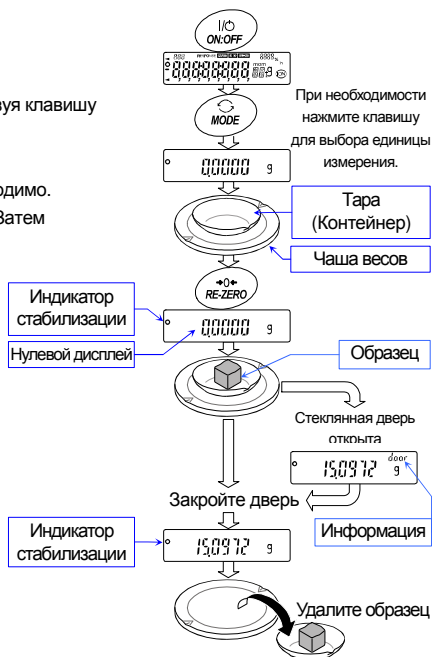 I/⏻
ON:OFF
вуя клавишу
MODE
При необходимости
нажмите клавишу
для выбора единицы
измерения.
0.0000 g
одимо.
Затем
Тара
(Контейнер)
Чаша весов
→0←
RE-ZERO
Индикатор
стабилизации
0.0000 g
Нулевой дисплей
Образец
Стеклянная дверь
открыта
door
15.0972 g
Закройте дверь
Информация
Индикатор
стабилизации
15.0972 g
Удалите образец